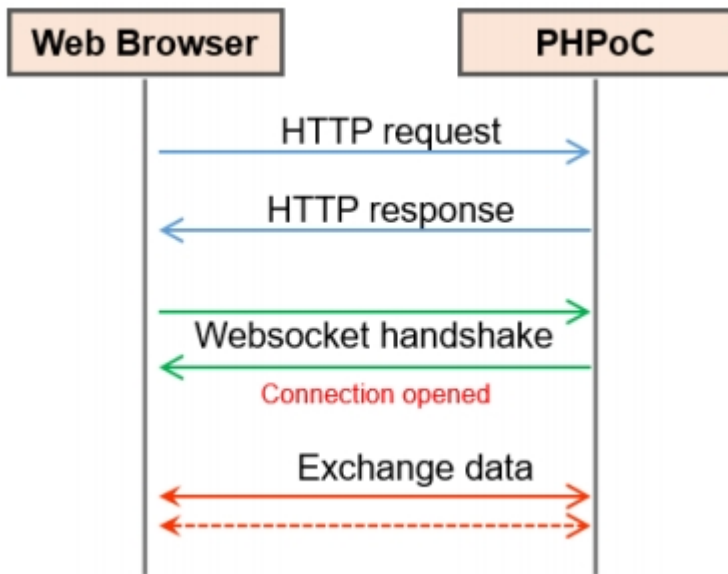 Web Browser
PHPoC
HTTP request
HTTP response
Websocket handshake
Connection opened
Exchange data